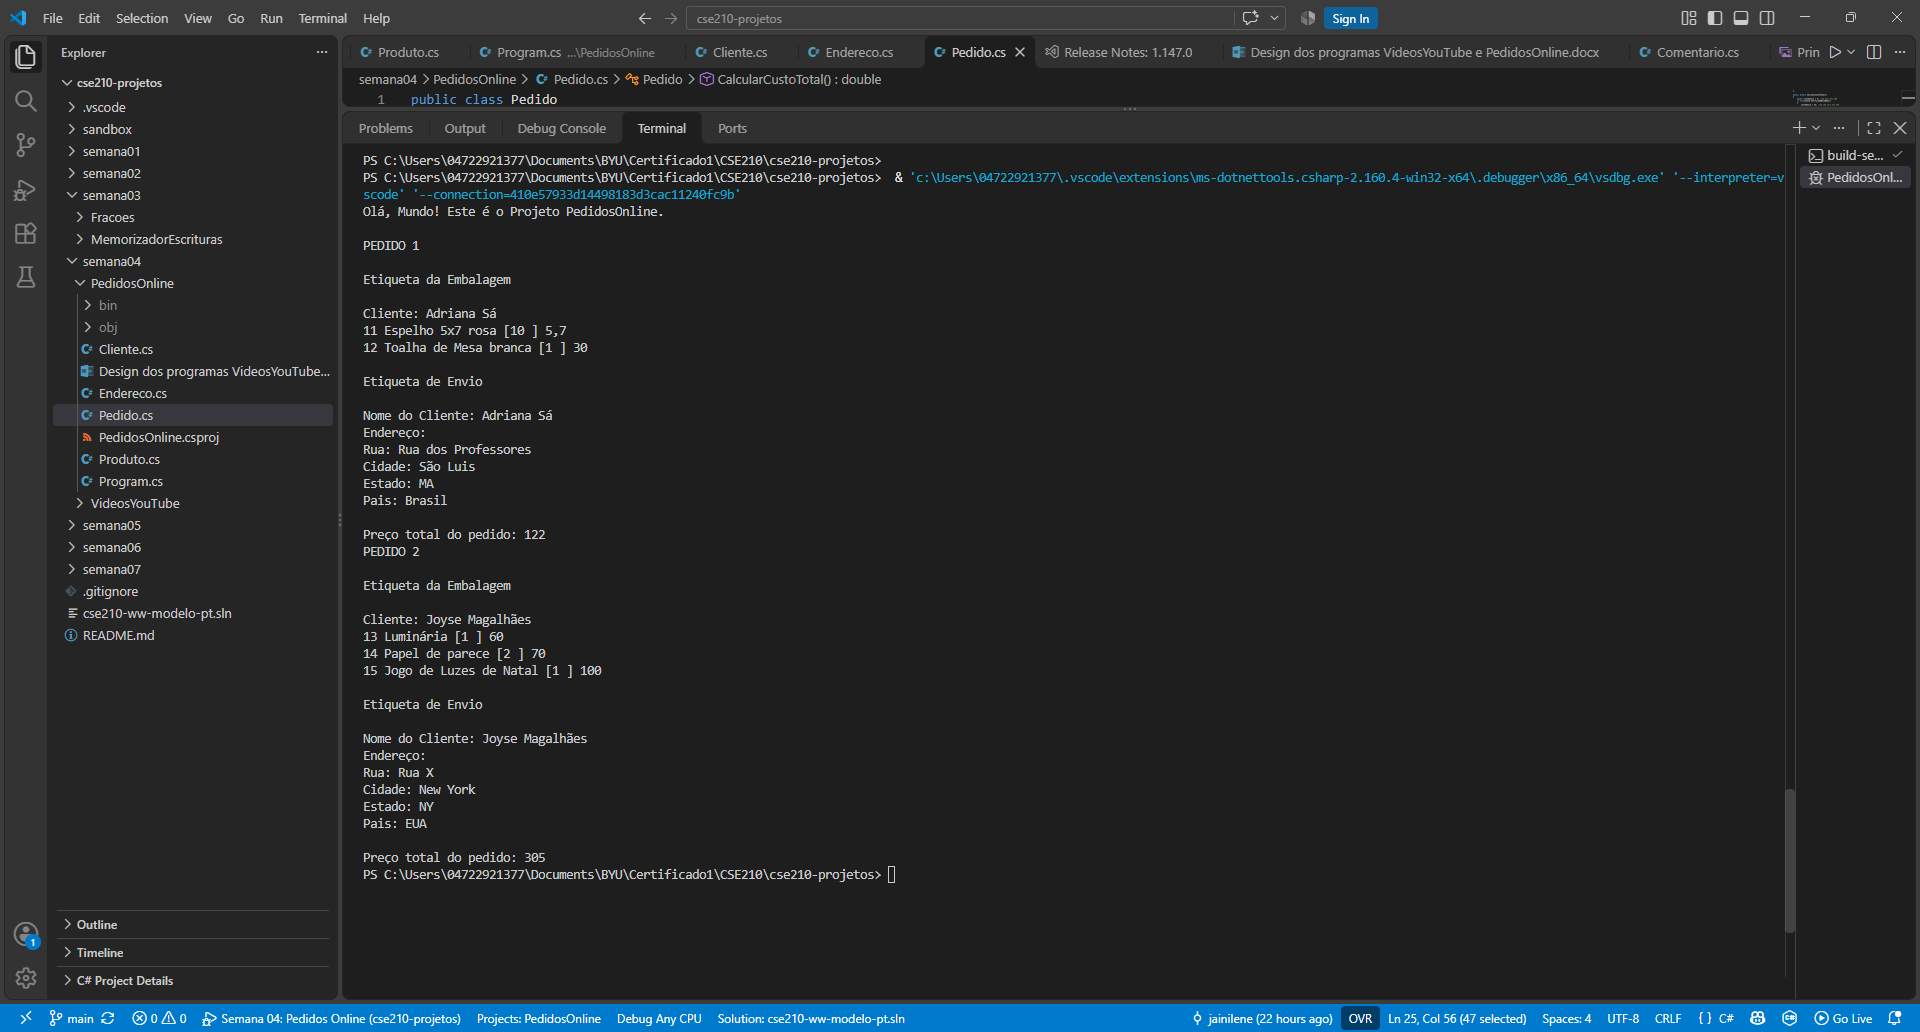 File Edit Selection View Go Run Terminal Help
cse210-projetos
Sign In
Explorer
cse210-projetos
.vscode
sandbox
semana01
semana02
semana03
Fracoes
MemorizadorEscrituras
semana04
PedidosOnline
bin
obj
Cliente.cs
Design dos programas VideosYouTube...
Endereco.cs
Pedido.cs
PedidosOnline.csproj
Produto.cs
Program.cs
VideosYouTube
semana05
semana06
semana07
.gitignore
cse210-ww-modelo-pt.sln
README.md
Outline
Timeline
C# Project Details
1
Produto.cs Program.cs ...\PedidosOnline Cliente.cs Endereco.cs Pedido.cs Release Notes: 1.147.0 Design dos programas VideosYouTube e PedidosOnline.docx Comentario.cs Prin
semana04 > PedidosOnline > Pedido.cs > Pedido > CalcularCustoTotal() : double
1 public class Pedido
Problems Output Debug Console Terminal Ports
build-se...
PedidosOnl...
PS C:\Users\04722921377\Documents\BYU\Certificado1\CSE210\cse210-projetos>
PS C:\Users\04722921377\Documents\BYU\Certificado1\CSE210\cse210-projetos> & 'c:\Users\04722921377\.vscode\extensions\ms-dotnettools.csharp-2.160.4-win32-x64\.debugger\x86_64\vsdbg.exe' '--interpreter=v
scode' '--connection=410e57933d14498183d3cac11240fc9b'
Olá, Mundo! Este é o Projeto PedidosOnline.
PEDIDO 1
Etiqueta da Embalagem
Cliente: Adriana Sá
11 Espelho 5x7 rosa [10 ] 5,7
12 Toalha de Mesa branca [1 ] 30
Etiqueta de Envio
Nome do Cliente: Adriana Sá
Endereço:
Rua: Rua dos Professores
Cidade: São Luis
Estado: MA
Pais: Brasil
Preço total do pedido: 122
PEDIDO 2
Etiqueta da Embalagem
Cliente: Joyse Magalhães
13 Luminária [1 ] 60
14 Papel de parece [2 ] 70
15 Jogo de Luzes de Natal [1 ] 100
Etiqueta de Envio
Nome do Cliente: Joyse Magalhães
Endereço:
Rua: Rua X
Cidade: New York
Estado: NY
Pais: EUA
Preço total do pedido: 305
PS C:\Users\04722921377\Documents\BYU\Certificado1\CSE210\cse210-projetos>
main 0 0 Semana 04: Pedidos Online (cse210-projetos) Projects: PedidosOnline Debug Any CPU Solution: cse210-ww-modelo-pt.sln jainilene (22 hours ago) OVR Ln 25, Col 56 (47 selected) Spaces: 4 UTF-8 CRLF { } C# Go Live